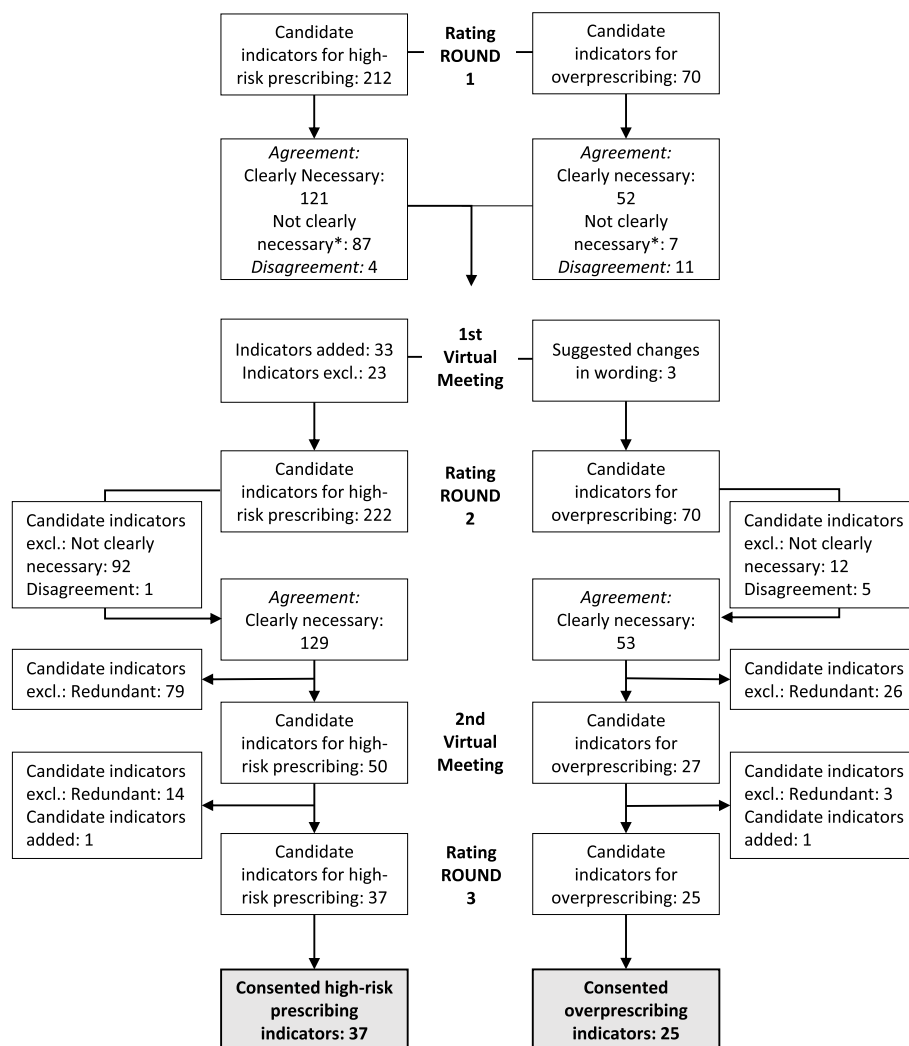 Candidate
indicators for high-
risk prescribing: 212
Rating
ROUND
1
Candidate
indicators for
overprescribing: 70
Agreement:
Clearly Necessary:
121
Not clearly
necessary*: 87
Disagreement: 4
Agreement:
Clearly necessary:
52
Not clearly
necessary*: 7
Disagreement: 11
Indicators added: 33
Indicators excl.: 23
1st
Virtual
Meeting
Suggested changes
in wording: 3
Candidate
indicators for high-
risk prescribing: 222
Rating
ROUND
2
Candidate
indicators for
overprescribing: 70
Candidate indicators
excl.: Not clearly
necessary: 92
Disagreement: 1
Candidate indicators
excl.: Not clearly
necessary: 12
Disagreement: 5
Agreement:
Clearly necessary:
129
Agreement:
Clearly necessary:
53
Candidate indicators
excl.: Redundant: 79
Candidate indicators
excl.: Redundant: 26
Candidate
indicators for high-
risk prescribing: 50
2nd
Virtual
Meeting
Candidate
indicators for
overprescribing: 27
Candidate indicators
excl.: Redundant: 14
Candidate indicators
added: 1
Candidate indicators
excl.: Redundant: 3
Candidate indicators
added: 1
Candidate
indicators for high-
risk prescribing: 37
Rating
ROUND
3
Candidate
indicators for
overprescribing: 25
Consented high-risk
prescribing
indicators: 37
Consented
overprescribing
indicators: 25